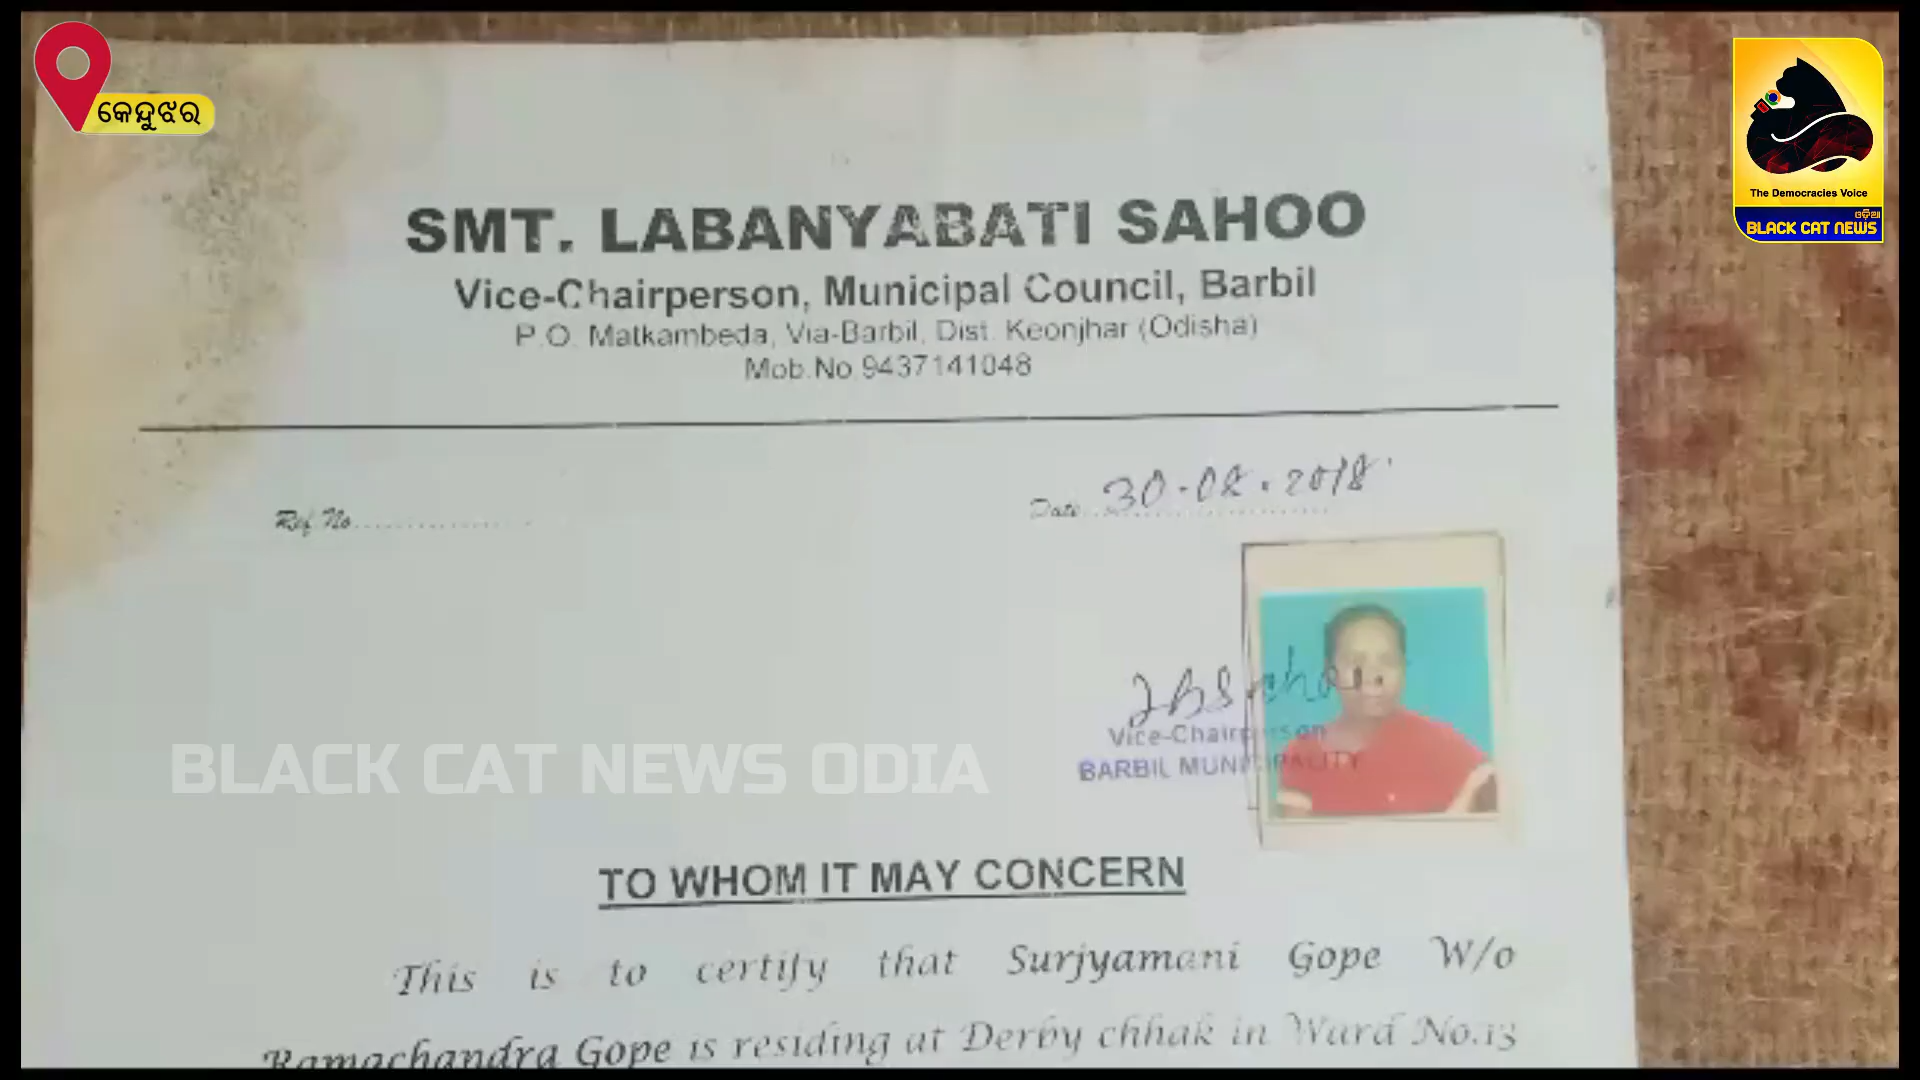 କେନ୍ଦୁଝର
The Democracies Voice
ଓଡ଼ିଆ
BLACK CAT NEWS
SMT. LABANYABATI SAHOO
Vice-Chairperson, Municipal Council, Barbil
P.O. Matkambeda, Via-Barbil, Dist. Keonjhar (Odisha)
Mob.No.9437141048
Ref.No....................
Date 30.08.2018.
LBSahoo
Vice-Chairperson
BARBIL MUNICIPALITY
BLACK CAT NEWS ODIA
TO WHOM IT MAY CONCERN
This is to certify that Surjyamani Gope W/o
Ramachandra Gope is residing at Derby chhak in Ward No.13